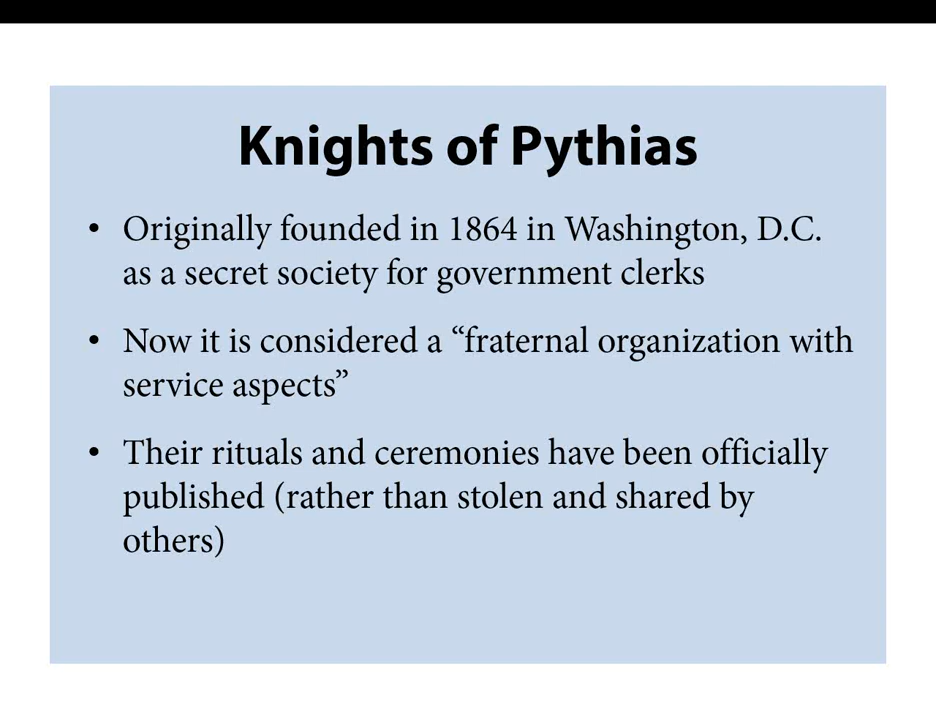 Knights of Pythias
• Originally founded in 1864 in Washington, D.C.
as a secret society for government clerks
• Now it is considered a “fraternal organization with
service aspects”
• Their rituals and ceremonies have been officially
published (rather than stolen and shared by
others)